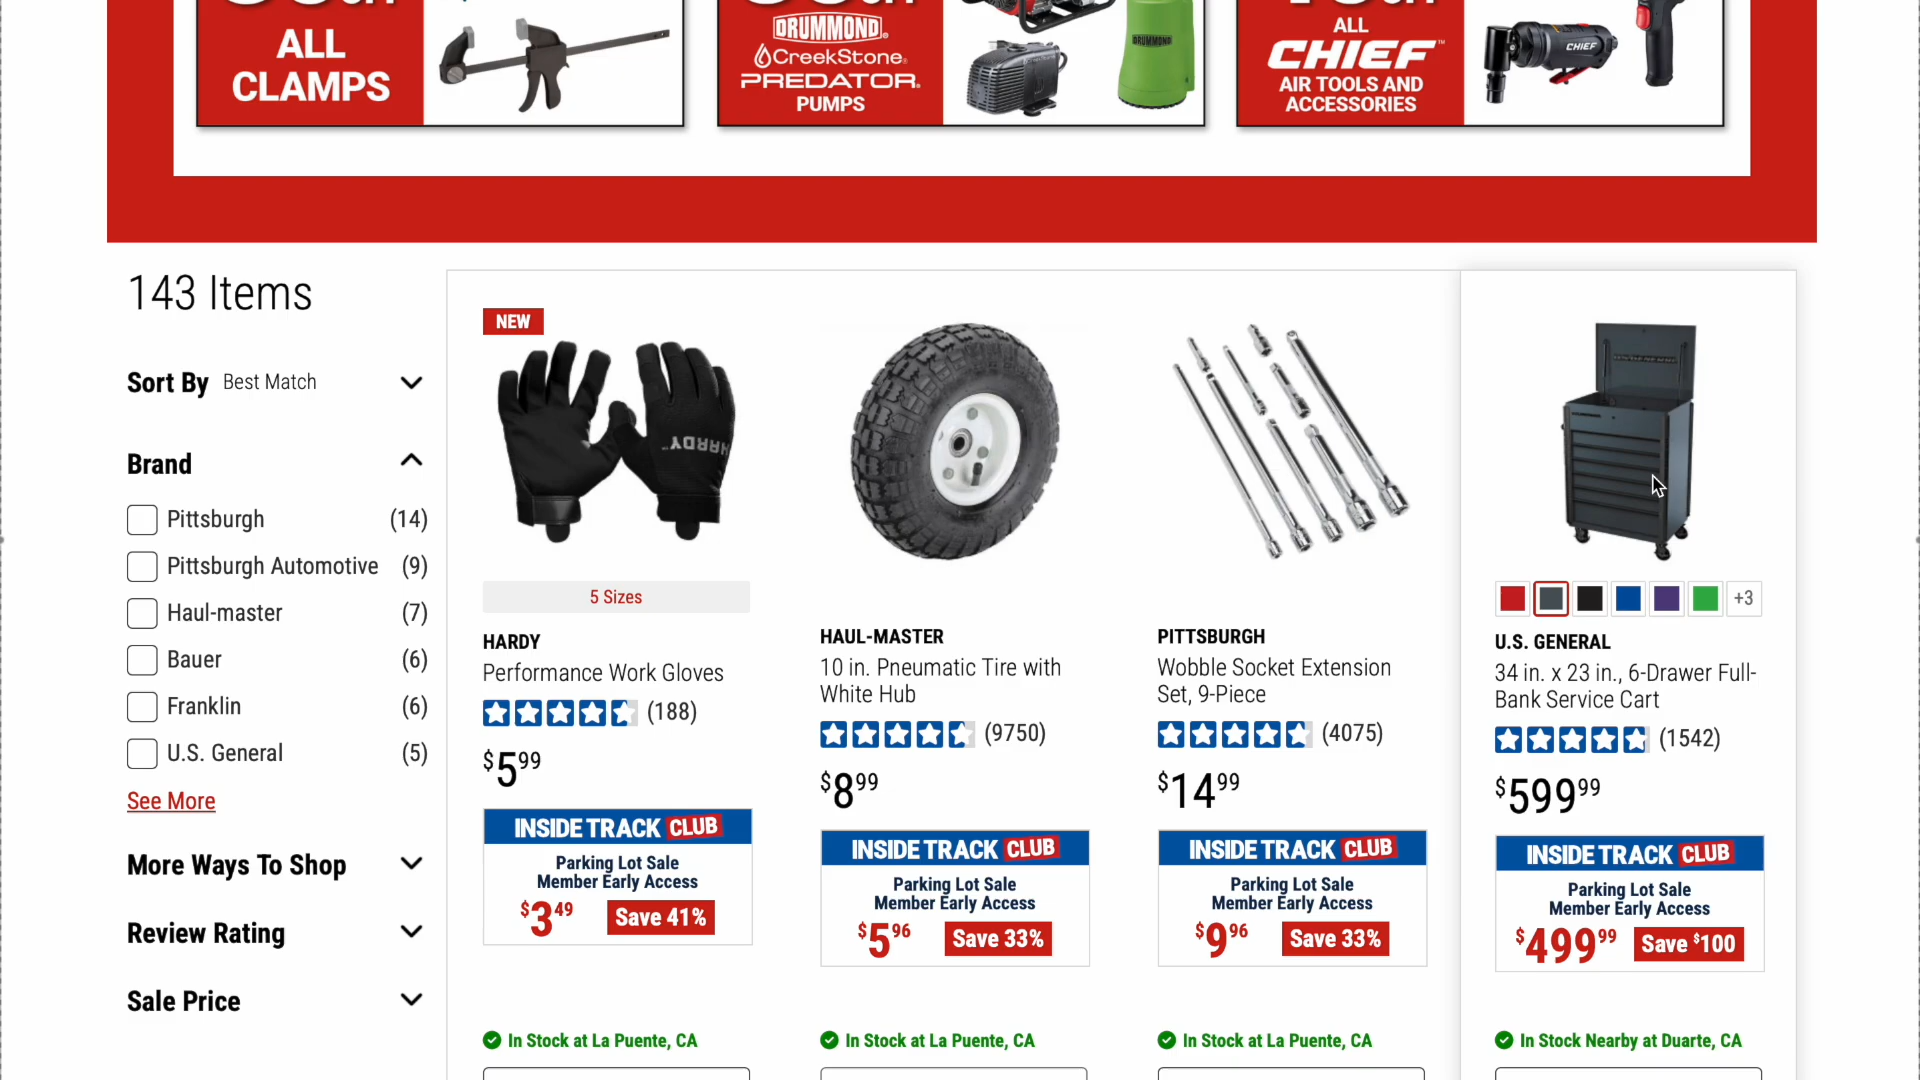 ALL
CLAMPS
DRUMMOND®
CreekStone®
PREDATOR®
PUMPS
DRUMMOND
ALL
CHIEF™
AIR TOOLS AND
ACCESSORIES
CHIEF
143 Items
Sort By Best Match
Brand
Pittsburgh (14)
Pittsburgh Automotive (9)
Haul-master (7)
Bauer (6)
Franklin (6)
U.S. General (5)
See More
More Ways To Shop
Review Rating
Sale Price
NEW
HARDY™
5 Sizes
HARDY
Performance Work Gloves
(188)
$5 99
INSIDE TRACK CLUB
Parking Lot Sale
Member Early Access
$3 49 Save 41%
In Stock at La Puente, CA
HAUL-MASTER
10 in. Pneumatic Tire with
White Hub
(9750)
$8 99
INSIDE TRACK CLUB
Parking Lot Sale
Member Early Access
$5 96 Save 33%
In Stock at La Puente, CA
PITTSBURGH
Wobble Socket Extension
Set, 9-Piece
(4075)
$14 99
INSIDE TRACK CLUB
Parking Lot Sale
Member Early Access
$9 96 Save 33%
In Stock at La Puente, CA
+3
U.S. GENERAL
34 in. x 23 in., 6-Drawer Full-
Bank Service Cart
(1542)
$599 99
INSIDE TRACK CLUB
Parking Lot Sale
Member Early Access
$499 99 Save $100
In Stock Nearby at Duarte, CA